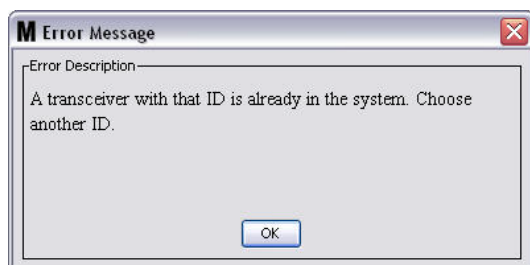 M Error Message
Error Description
A transceiver with that ID is already in the system. Choose
another ID.
OK